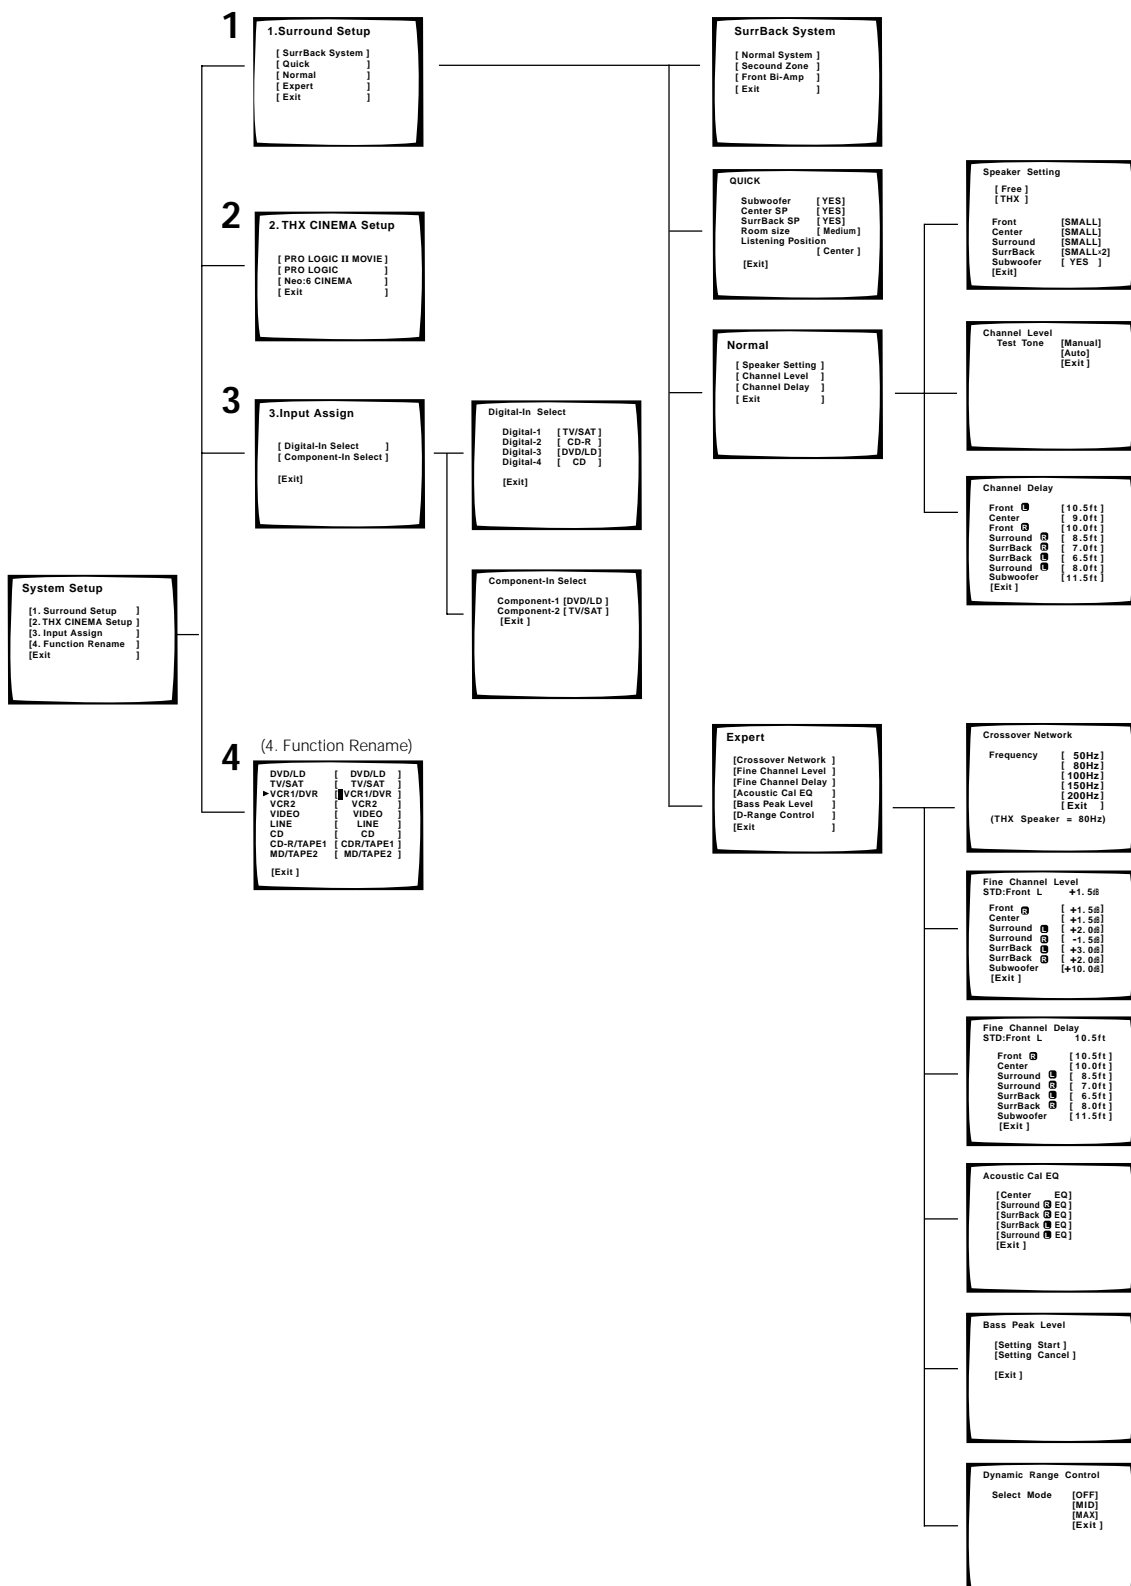 1
1.Surround Setup
[ SurrBack System ]
[ Quick ]
[ Normal ]
[ Expert ]
[ Exit ]
SurrBack System
[ Normal System ]
[ Secound Zone ]
[ Front Bi-Amp ]
[ Exit ]
QUICK
Subwoofer [ YES]
Center SP [ YES]
SurrBack SP [ YES]
Room size [ Medium ]
Listening Position
[ Center ]
[Exit]
Speaker Setting
[ Free ]
[ THX ]
Front [SMALL]
Center [SMALL]
Surround [SMALL]
SurrBack [SMALL×2]
Subwoofer [ YES ]
[Exit]
2
2. THX CINEMA Setup
[ PRO LOGIC II MOVIE ]
[ PRO LOGIC ]
[ Neo:6 CINEMA ]
[ Exit ]
Normal
[ Speaker Setting ]
[ Channel Level ]
[ Channel Delay ]
[ Exit ]
Channel Level
Test Tone [Manual]
[Auto]
[Exit ]
3
3.Input Assign
[ Digital-In Select ]
[ Component-In Select ]
[Exit]
Digital-In Select
Digital-1 [ TV/SAT ]
Digital-2 [ CD-R ]
Digital-3 [DVD/LD]
Digital-4 [ CD ]
[Exit]
Channel Delay
Front L [10.5ft ]
Center [ 9.0ft ]
Front R [10.0ft ]
Surround R [ 8.5ft ]
SurrBack R [ 7.0ft ]
SurrBack L [ 6.5ft ]
Surround L [ 8.0ft ]
Subwoofer [11.5ft ]
[Exit ]
System Setup
[1. Surround Setup ]
[2. THX CINEMA Setup ]
[3. Input Assign ]
[4. Function Rename ]
[Exit ]
Component-In Select
Component-1 [DVD/LD ]
Component-2 [ TV/SAT ]
[Exit ]
4
(4. Function Rename)
DVD/LD [ DVD/LD ]
TV/SAT [ TV/SAT ]
►VCR1/DVR [ VCR1/DVR ]
VCR2 [ VCR2 ]
VIDEO [ VIDEO ]
LINE [ LINE ]
CD [ CD ]
CD-R/TAPE1 [ CDR/TAPE1 ]
MD/TAPE2 [ MD/TAPE2 ]
[Exit ]
Expert
[Crossover Network ]
[Fine Channel Level ]
[Fine Channel Delay ]
[Acoustic Cal EQ ]
[Bass Peak Level ]
[D-Range Control ]
[Exit ]
Crossover Network
Frequency [ 50Hz]
[ 80Hz]
[100Hz]
[150Hz]
[200Hz]
[Exit ]
(THX Speaker = 80Hz)
Fine Channel Level
STD:Front L +1. 5dB
Front R [ +1. 5dB]
Center [ +1. 5dB]
Surround L [ +2. 0dB]
Surround R [ -1. 5dB]
SurrBack L [ +3. 0dB]
SurrBack R [ +2. 0dB]
Subwoofer [+10. 0dB]
[Exit ]
Fine Channel Delay
STD:Front L 10.5ft
Front R [10.5ft ]
Center [10.0ft ]
Surround L [ 8.5ft ]
Surround R [ 7.0ft ]
SurrBack L [ 6.5ft ]
SurrBack R [ 8.0ft ]
Subwoofer [11.5ft ]
[Exit ]
Acoustic Cal EQ
[Center EQ]
[Surround R EQ ]
[SurrBack R EQ ]
[SurrBack L EQ ]
[Surround L EQ ]
[Exit ]
Bass Peak Level
[Setting Start ]
[Setting Cancel ]
[Exit ]
Dynamic Range Control
Select Mode [OFF]
[MID]
[MAX]
[Exit ]